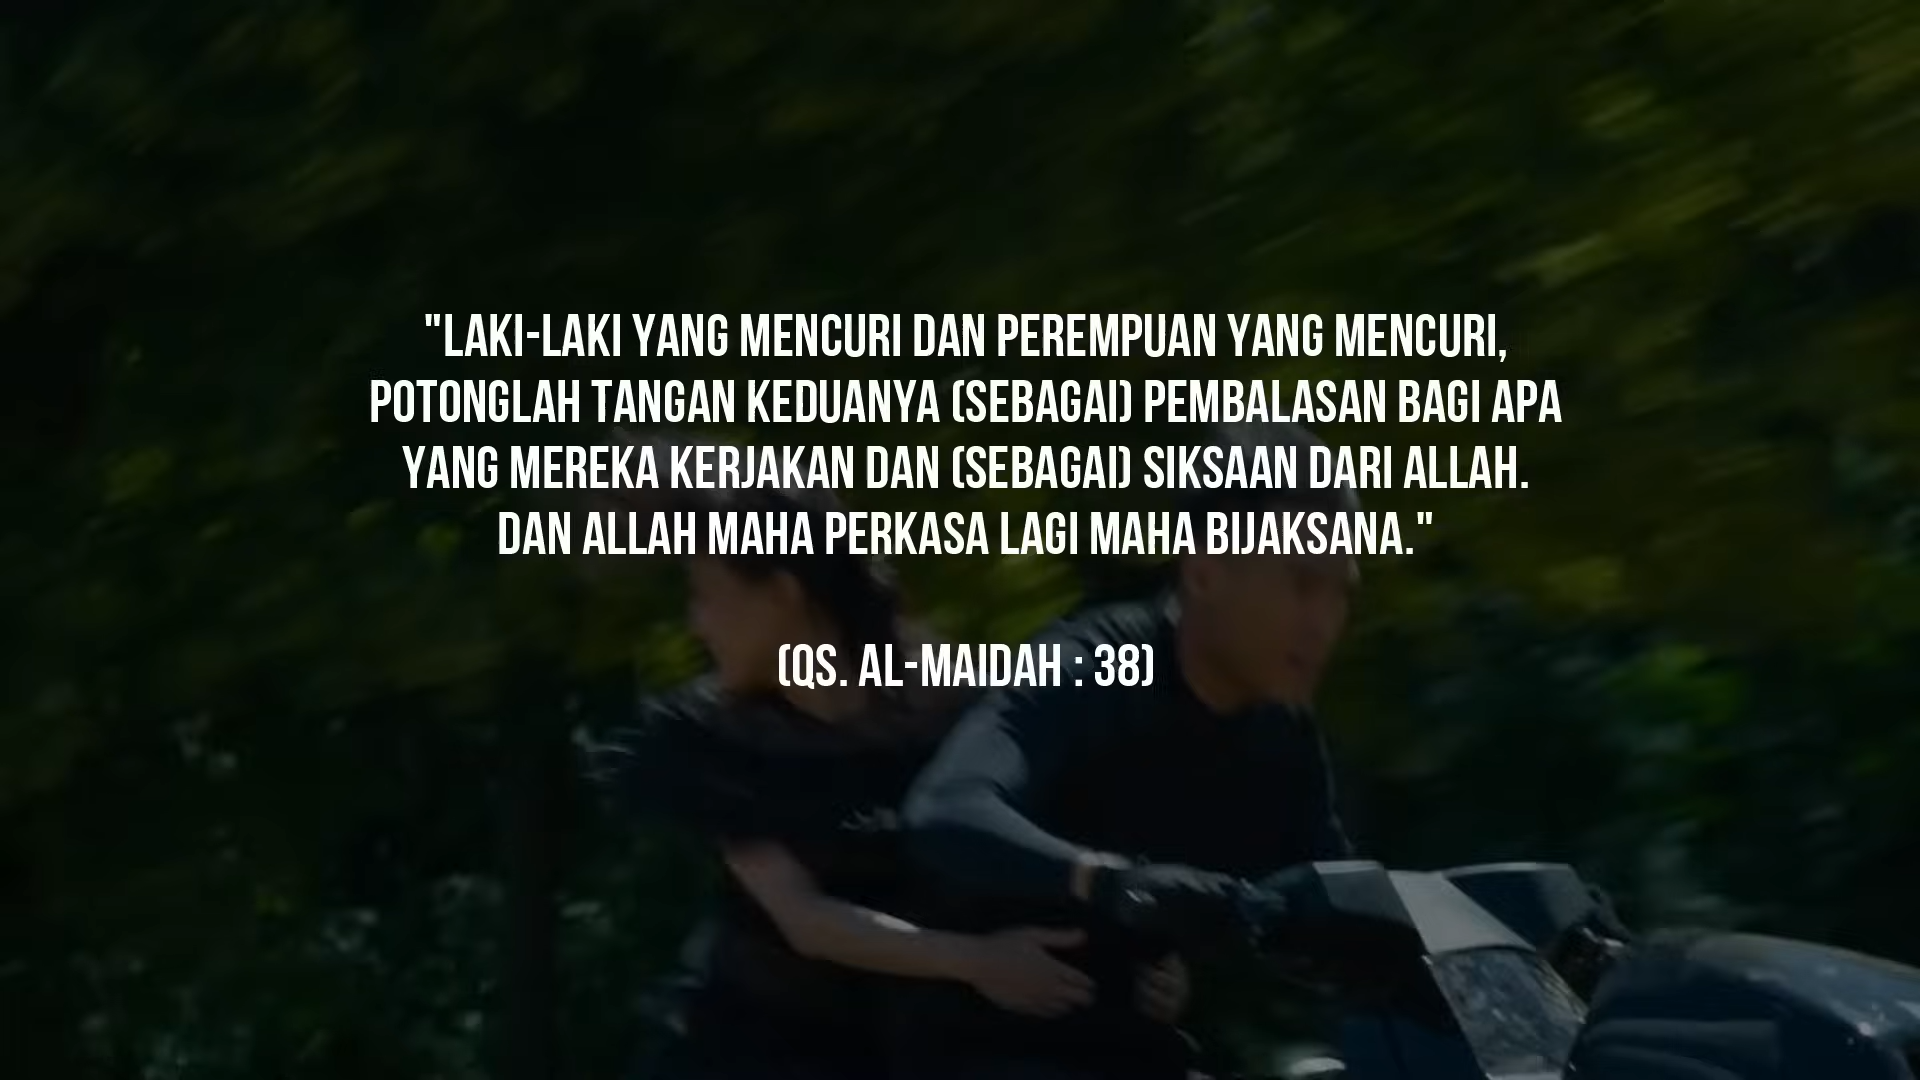 "LAKI-LAKI YANG MENCURI DAN PEREMPUAN YANG MENCURI,
POTONGLAH TANGAN KEDUANYA (SEBAGAI) PEMBALASAN BAGI APA
YANG MEREKA KERJAKAN DAN (SEBAGAI) SIKSAAN DARI ALLAH.
DAN ALLAH MAHA PERKASA LAGI MAHA BIJAKSANA."
(QS. AL-MAIDAH : 38)